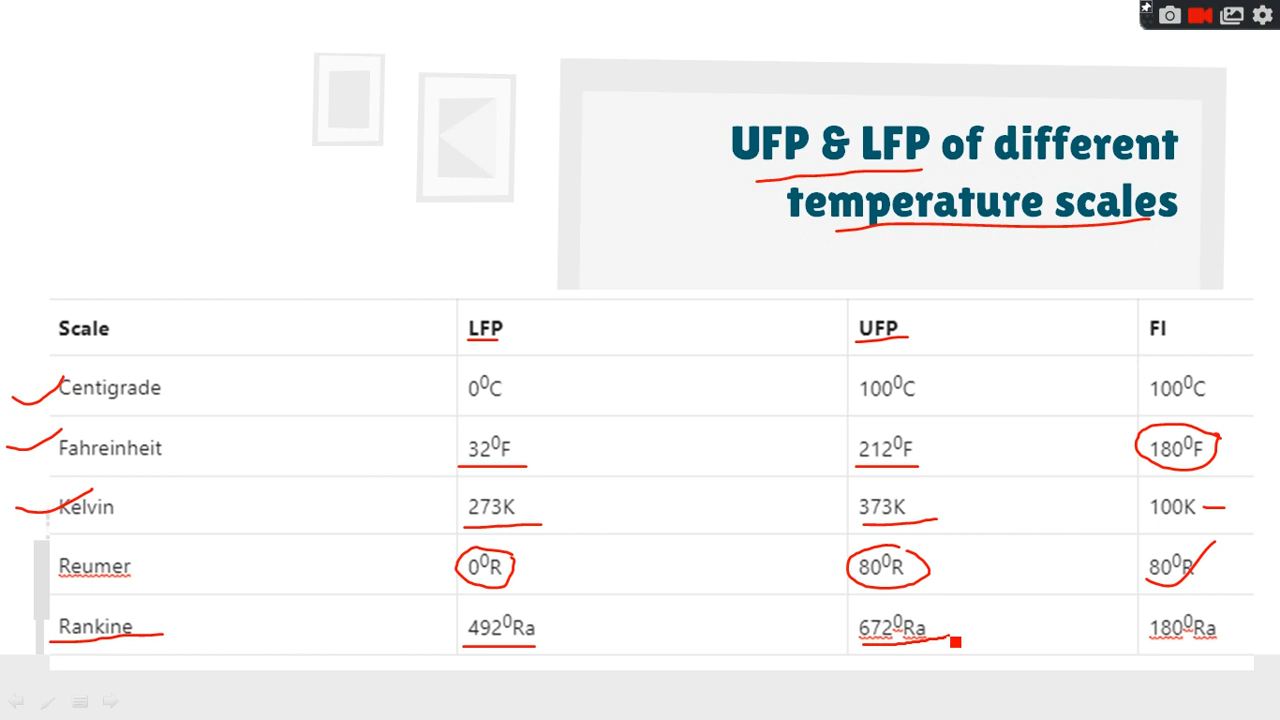 UFP & LFP of different
temperature scales
Scale LFP UFP FI
Centigrade 0⁰C 100⁰C 100⁰C
Fahreinheit 32⁰F 212⁰F 180⁰F
Kelvin 273K 373K 100K
Reumer 0⁰R 80⁰R 80⁰R
Rankine 492⁰Ra 672⁰Ra 180⁰Ra